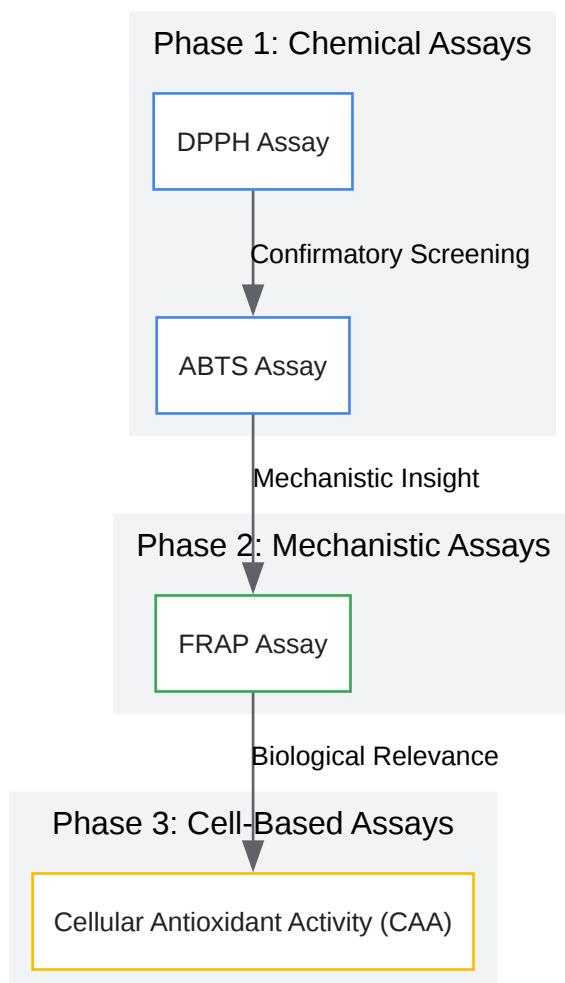 Phase 1: Chemical Assays
DPPH Assay
Confirmatory Screening
ABTS Assay
Mechanistic Insight
Phase 2: Mechanistic Assays
FRAP Assay
Biological Relevance
Phase 3: Cell-Based Assays
Cellular Antioxidant Activity (CAA)